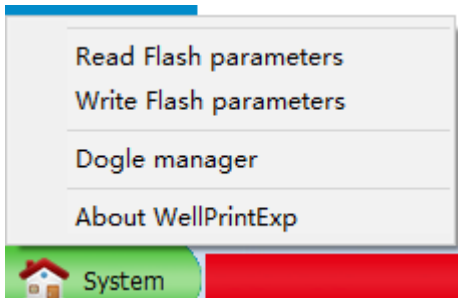 Read Flash parameters
Write Flash parameters
Dogle manager
About WellPrintExp
System